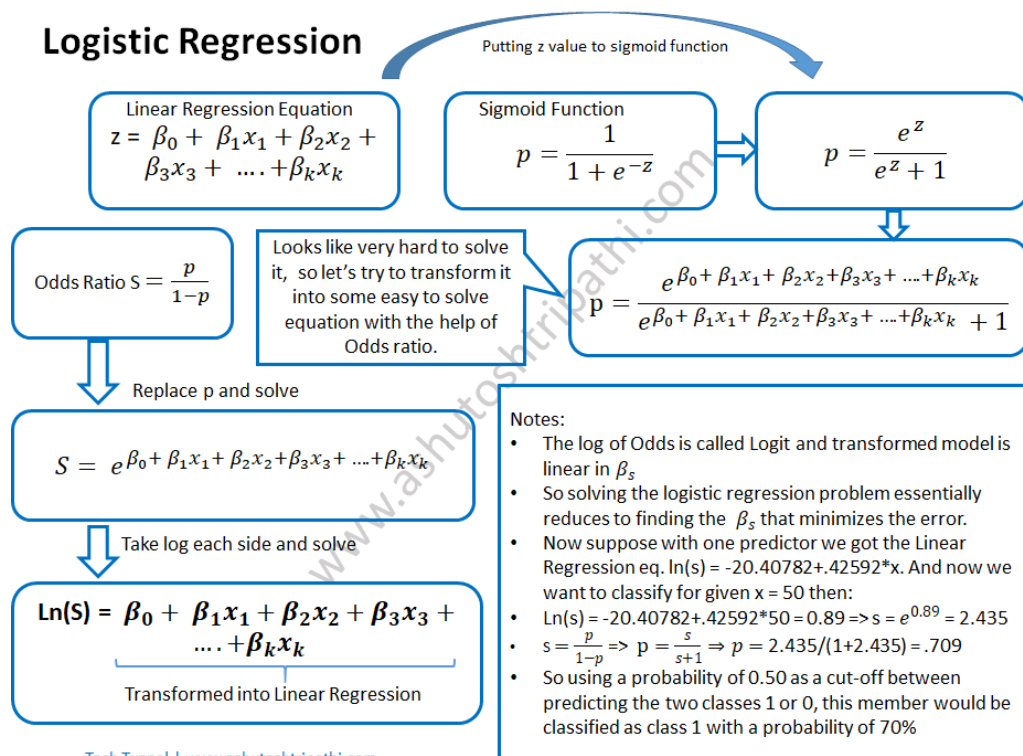 Logistic Regression
Putting z value to sigmoid function
Linear Regression Equation
z = β₀ + β₁x₁ + β₂x₂ +
β₃x₃ + .... +βₖxₖ
Sigmoid Function
p = 1 / (1 + e^(−z))
p = e^z / (e^z + 1)
Odds Ratio S = p / (1−p)
Looks like very hard to solve
it, so let's try to transform it
into some easy to solve
equation with the help of
Odds ratio.
p = e^(β₀+ β₁x₁+ β₂x₂+β₃x₃+ ....+βₖxₖ) / (e^(β₀+ β₁x₁+ β₂x₂+β₃x₃+ ....+βₖxₖ) + 1)
Replace p and solve
S = e^(β₀+ β₁x₁+ β₂x₂+β₃x₃+ ....+βₖxₖ)
Take log each side and solve
Ln(S) = β₀ + β₁x₁ + β₂x₂ + β₃x₃ +
.... +βₖxₖ
Transformed into Linear Regression
Notes:
• The log of Odds is called Logit and transformed model is
linear in βₛ
• So solving the logistic regression problem essentially
reduces to finding the βₛ that minimizes the error.
• Now suppose with one predictor we got the Linear
Regression eq. ln(s) = -20.40782+.42592*x. And now we
want to classify for given x = 50 then:
• Ln(s) = -20.40782+.42592*50 = 0.89 =>s = e^0.89 = 2.435
• s = p / (1−p) => p = s / (s+1) ⇒ p = 2.435/(1+2.435) = .709
• So using a probability of 0.50 as a cut-off between
predicting the two classes 1 or 0, this member would be
classified as class 1 with a probability of 70%
www.ashutoshtripathi.com